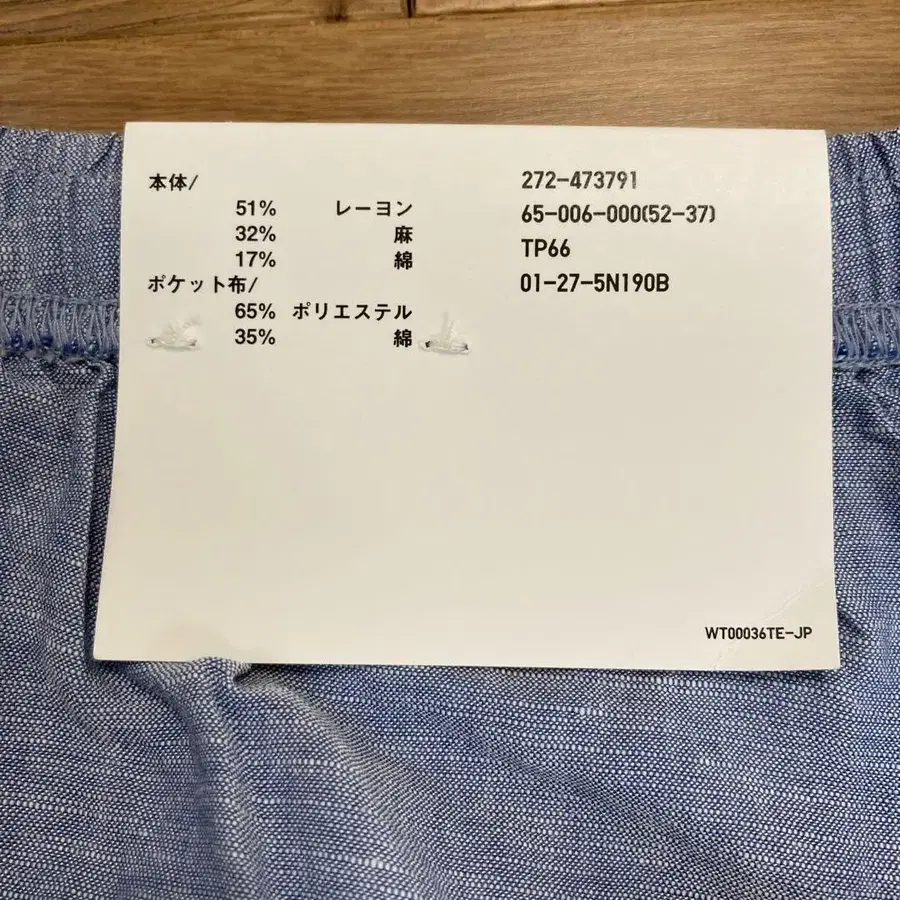 本体/
51% レーヨン
32% 麻
17% 綿
ポケット布/
65% ポリエステル
35% 綿
272-473791
65-006-000(52-37)
TP66
01-27-5N190B
WT00036TE-JP